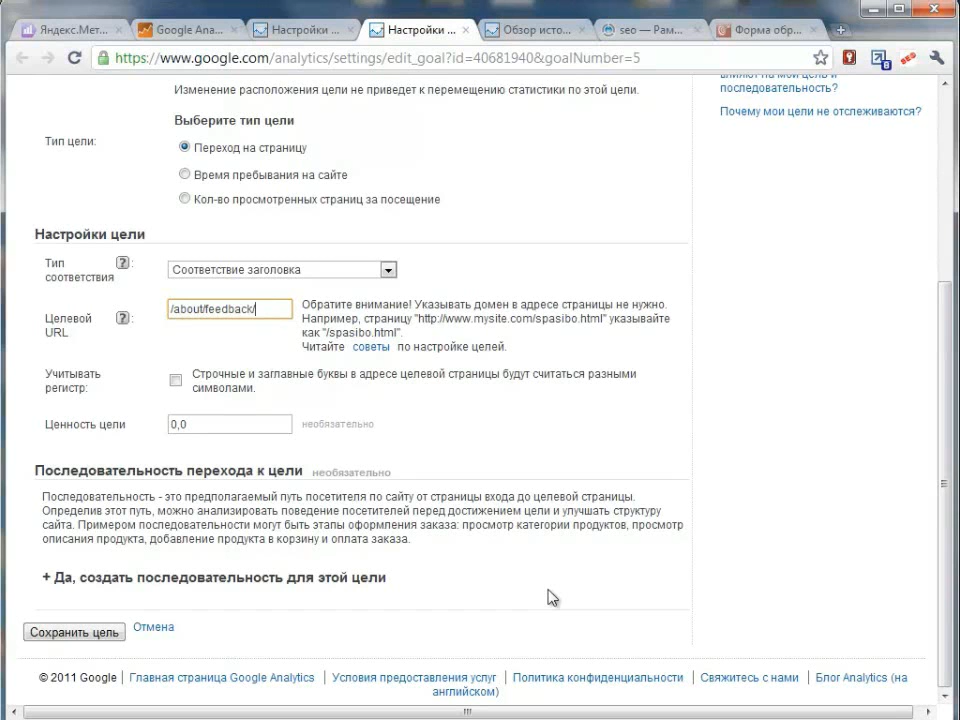 Яндекс.Мет...
Google Ana...
Настройки ...
Настройки ...
Обзор исто...
seo — Рам...
Форма обр...
https://www.google.com/analytics/settings/edit_goal?id=40681940&goalNumber=5
Изменение расположения цели не приведет к перемещению статистики по этой цели.
Тип цели:
Выберите тип цели
Переход на страницу
Время пребывания на сайте
Кол-во просмотренных страниц за посещение
Настройки цели
Тип
соответствия
?
:
Соответствие заголовка
Целевой
URL
?
:
/about/feedback/
Обратите внимание! Указывать домен в адресе страницы не нужно.
Например, страницу "http://www.mysite.com/spasibo.html" указывайте
как "/spasibo.html".
Читайте советы по настройке целей.
Учитывать
регистр:
Строчные и заглавные буквы в адресе целевой страницы будут считаться разными
символами.
Ценность цели
0,0
необязательно
Последовательность перехода к цели необязательно
Последовательность - это предполагаемый путь посетителя по сайту от страницы входа до целевой страницы.
Определив этот путь, можно анализировать поведение посетителей перед достижением цели и улучшать структуру
сайта. Примером последовательности могут быть этапы оформления заказа: просмотр категории продуктов, просмотр
описания продукта, добавление продукта в корзину и оплата заказа.
+ Да, создать последовательность для этой цели
Сохранить цель
Отмена
влияют на мои цель и
последовательность?
Почему мои цели не отслеживаются?
© 2011 Google | Главная страница Google Analytics | Условия предоставления услуг | Политика конфиденциальности | Свяжитесь с нами | Блог Analytics (на
английском)